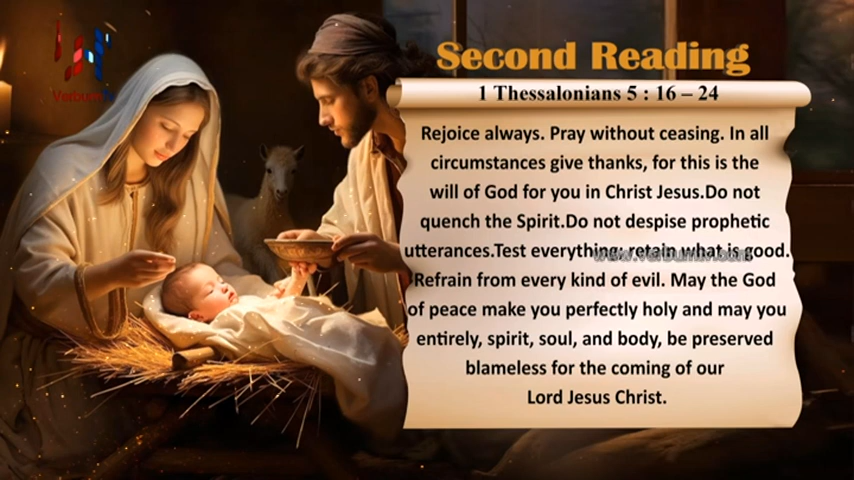 Verbum
Second Reading
1 Thessalonians 5 : 16 – 24
Rejoice always. Pray without ceasing. In all
circumstances give thanks, for this is the
will of God for you in Christ Jesus.Do not
quench the Spirit.Do not despise prophetic
utterances.Test everything; retain what is good.
Refrain from every kind of evil. May the God
of peace make you perfectly holy and may you
entirely, spirit, soul, and body, be preserved
blameless for the coming of our
Lord Jesus Christ.